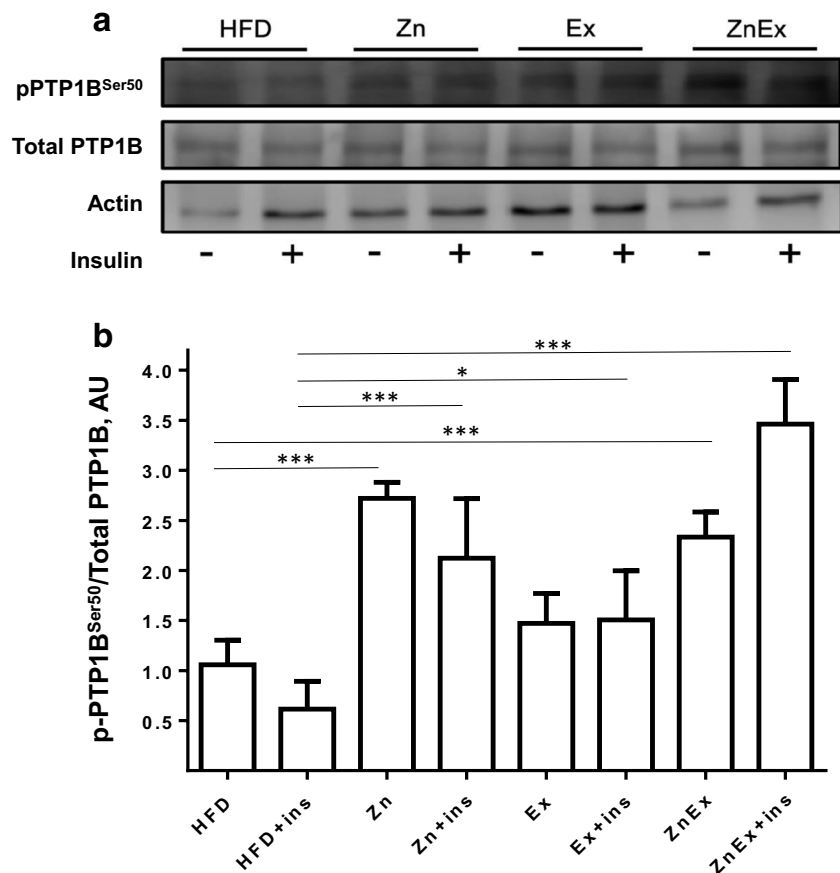 a
HFD Zn Ex ZnEx
pPTP1BSer50
Total PTP1B
Actin
Insulin - + - + - + - +
b
***
*
***
***
***
4.0
3.5
3.0
2.5
2.0
1.5
1.0
0.5
p-PTP1BSer50/Total PTP1B, AU
HFD HFD+ins Zn Zn+ins Ex Ex+ins ZnEx ZnEx+ins